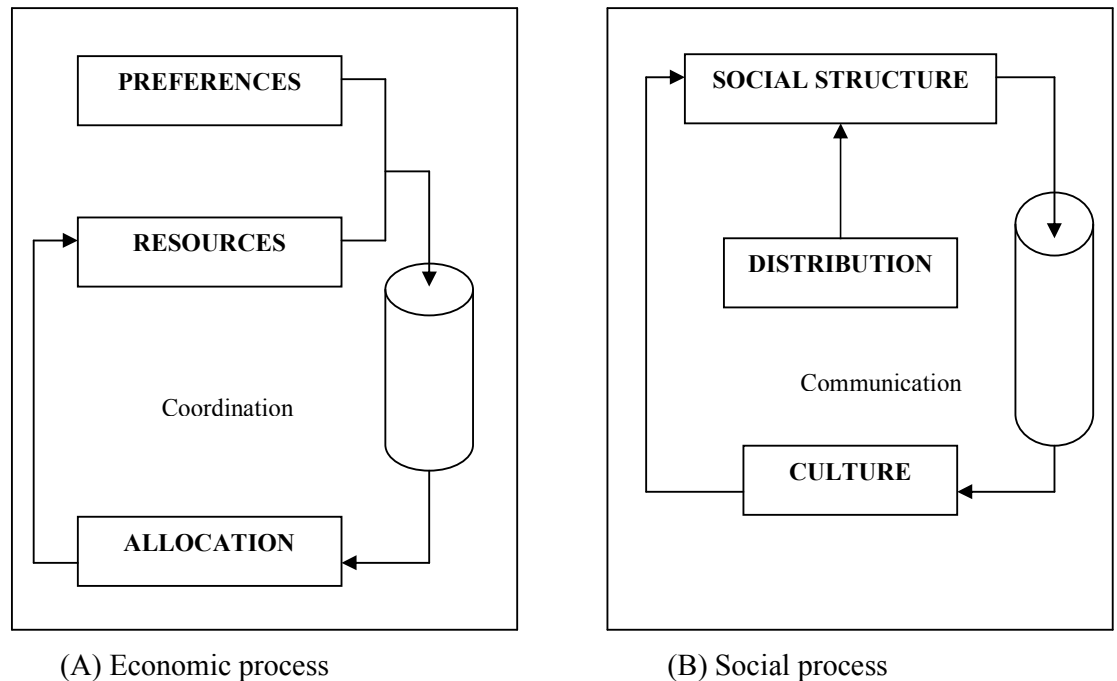 PREFERENCES
RESOURCES
Coordination
ALLOCATION
(A) Economic process
SOCIAL STRUCTURE
DISTRIBUTION
Communication
CULTURE
(B) Social process